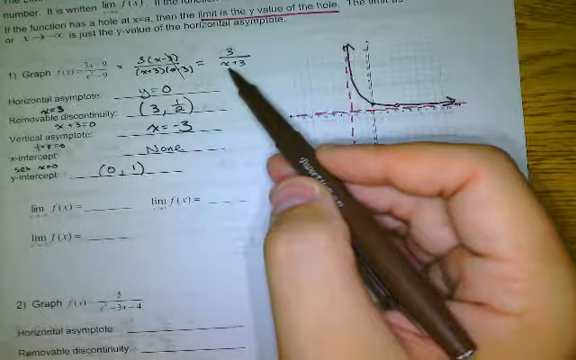 number. It is written lim f(x). If the function
If the function has a hole at x=a, then the limit is the y value of the hole. The limit as
or x → -∞ is just the y-value of the horizontal asymptote.
1) Graph f(x) = 3x-9 / x²-9 = 3(x-3) / (x+3)(x-3) = 3 / x+3
Horizontal asymptote: y=0
x=3
Removable discontinuity: (3, 1/2)
x+3=0
Vertical asymptote: x=-3
x-intercept: None
set x=0
y-intercept: (0, 1)
lim f(x) = lim f(x) =
lim f(x) =
2) Graph f(x) = 5 / x²-3x-4
Horizontal asymptote:
Removable discontinuity: